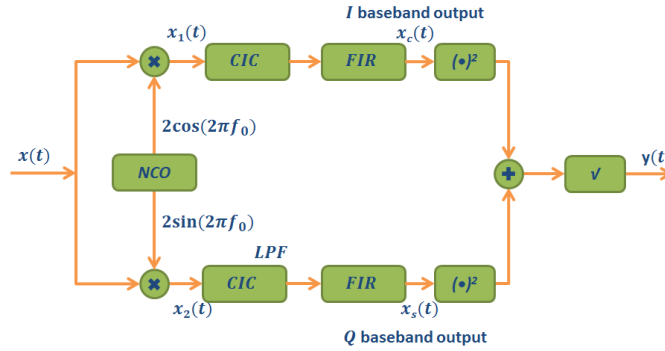 I baseband output
x₁(t)
x_c(t)
CIC
FIR
(•)²
2cos(2πf₀)
x(t)
NCO
y(t
√
2sin(2πf₀)
LPF
CIC
FIR
(•)²
x₂(t)
x_s(t)
Q baseband output